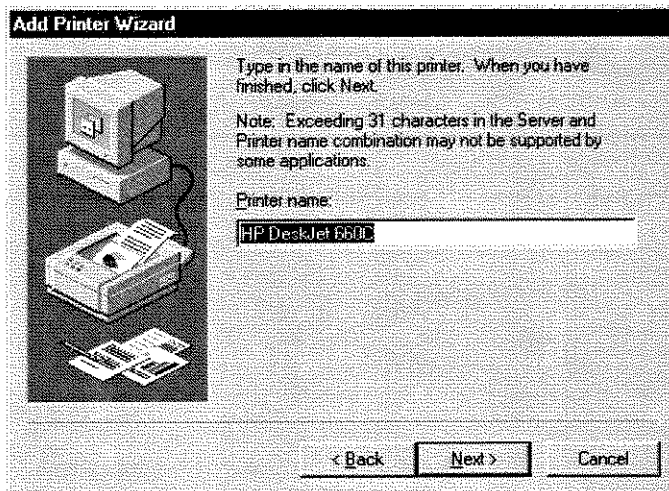 Add Printer Wizard
Type in the name of this printer. When you have
finished, click Next.
Note: Exceeding 31 characters in the Server and
Printer name combination may not be supported by
some applications.
Printer name:
HP DeskJet 660C
< Back
Next >
Cancel